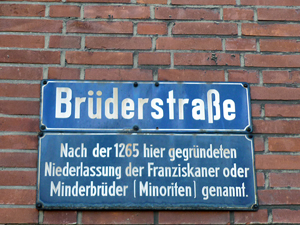 Brüderstraße
Nach der 1265 hier gegründeten
Niederlassung der Franziskaner oder
Minderbrüder (Minoriten) genannt.